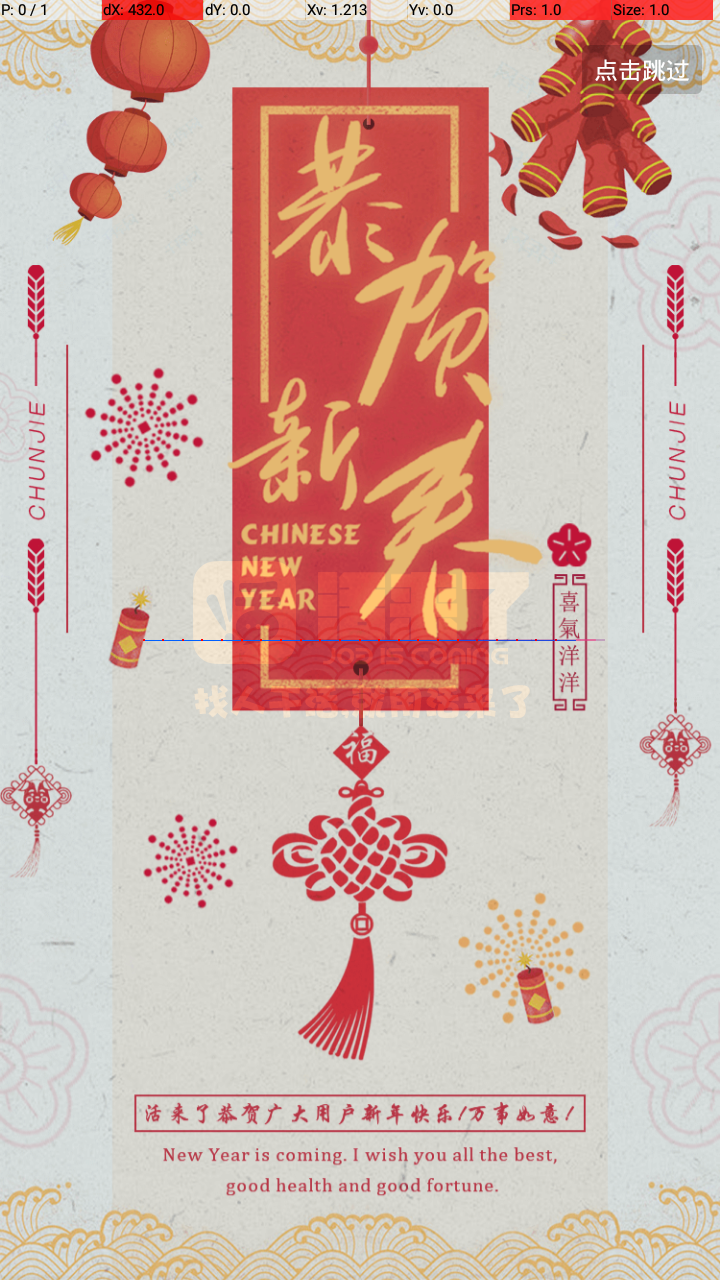 P: 0 / 1 dX: 432.0 dY: 0.0 Xv: 1.213 Yv: 0.0 Prs: 1.0 Size: 1.0
点击跳过
恭贺
新春
CHINESE
NEW
YEAR
CHUNJIE
CHUNJIE
喜氣洋洋
JOB IS COMING
福
活来了恭贺广大用户新年快乐/万事如意!
New Year is coming. I wish you all the best,
good health and good fortune.